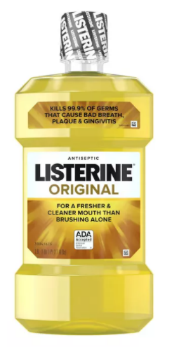 LISTERINE
KILLS 99.9% OF GERMS
THAT CAUSE BAD BREATH,
PLAQUE & GINGIVITIS
ANTISEPTIC
LISTERINE®
ORIGINAL
FOR A FRESHER &
CLEANER MOUTH THAN
BRUSHING ALONE
ADA
Accepted